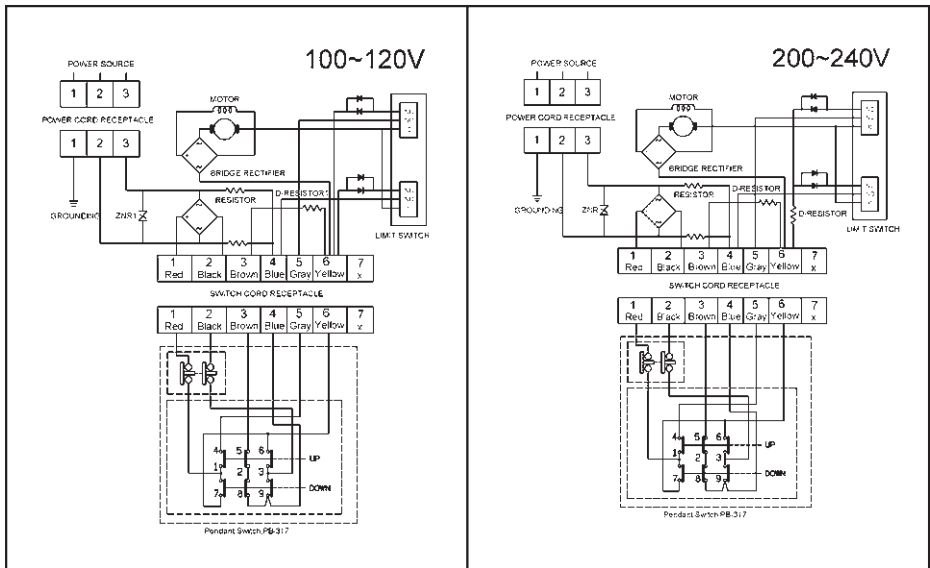 100~120V
POWER SOURCE
1 2 3
POWER CORD RECEPTACLE
1 2 3
MOTOR
BRIDGE RECTIFIER
GROUNDING
ZNR1
RESISTOR
D-RESISTOR
LIMIT SWITCH
1 2 3 4 5 6 7
Red Black Brown Blue Gray Yellow x
SWITCH CORD RECEPTACLE
1 2 3 4 5 6 7
Red Black Brown Blue Gray Yellow x
4 5 6
UP
1 2 3
DOWN
7 8 9
Pendant Switch,PB-317
200~240V
POWER SOURCE
1 2 3
POWER CORD RECEPTACLE
1 2 3
MOTOR
BRIDGE RECTIFIER
GROUNDING
ZNR
RESISTOR
D-RESISTOR
D-RESISTOR
LIMIT SWITCH
1 2 3 4 5 6 7
Red Black Brown Blue Gray Yellow x
SWITCH CORD RECEPTACLE
1 2 3 4 5 6 7
Red Black Brown Blue Gray Yellow x
4 5 6
UP
1 2 3
DOWN
7 8 9
Pendant Switch,PB-317